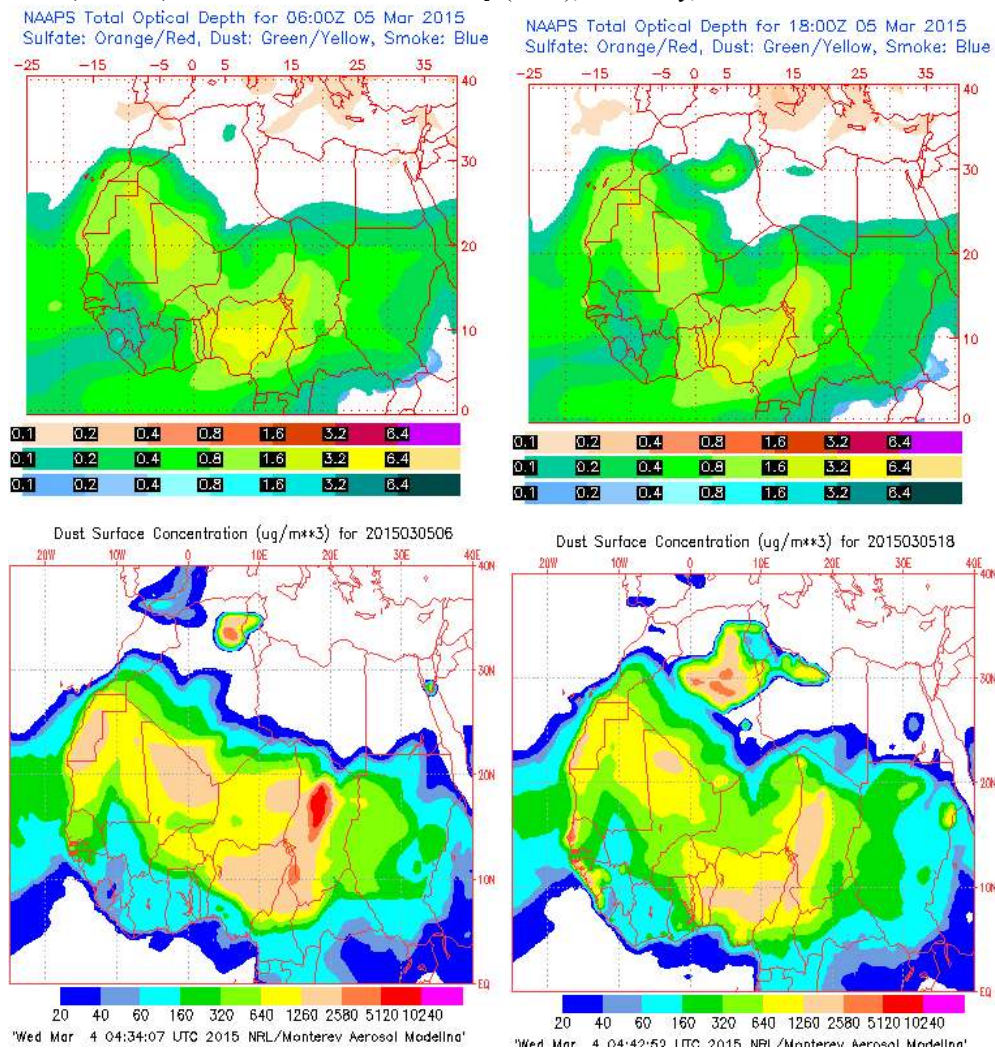 NAAPS Total Optical Depth for 06:00Z 05 Mar 2015
Sulfate: Orange/Red, Dust: Green/Yellow, Smoke: Blue
-25 -15 -5 0 5 15 25 35
40
30
20
10
0
0.1 0.2 0.4 0.8 1.6 3.2 6.4
0.1 0.2 0.4 0.8 1.6 3.2 6.4
0.1 0.2 0.4 0.8 1.6 3.2 6.4
NAAPS Total Optical Depth for 18:00Z 05 Mar 2015
Sulfate: Orange/Red, Dust: Green/Yellow, Smoke: Blue
-25 -15 -5 0 5 15 25 35
40
30
20
10
0
0.1 0.2 0.4 0.8 1.6 3.2 6.4
0.1 0.2 0.4 0.8 1.6 3.2 6.4
0.1 0.2 0.4 0.8 1.6 3.2 6.4
Dust Surface Concentration (ug/m**3) for 2015030506
20W 10W 0 10E 20E 30E 40E
40N
30N
20N
10N
EQ
20 40 60 160 320 640 1260 2580 5120 10240
'Wed Mar 4 04:34:07 UTC 2015 NRL/Monterey Aerosol Modeling'
Dust Surface Concentration (ug/m**3) for 2015030518
20W 10W 0 10E 20E 30E 40E
40N
30N
20N
10N
EQ
20 40 60 160 320 640 1260 2580 5120 10240
'Wed Mar 4 04:42:52 UTC 2015 NRL/Monterey Aerosol Modeling'